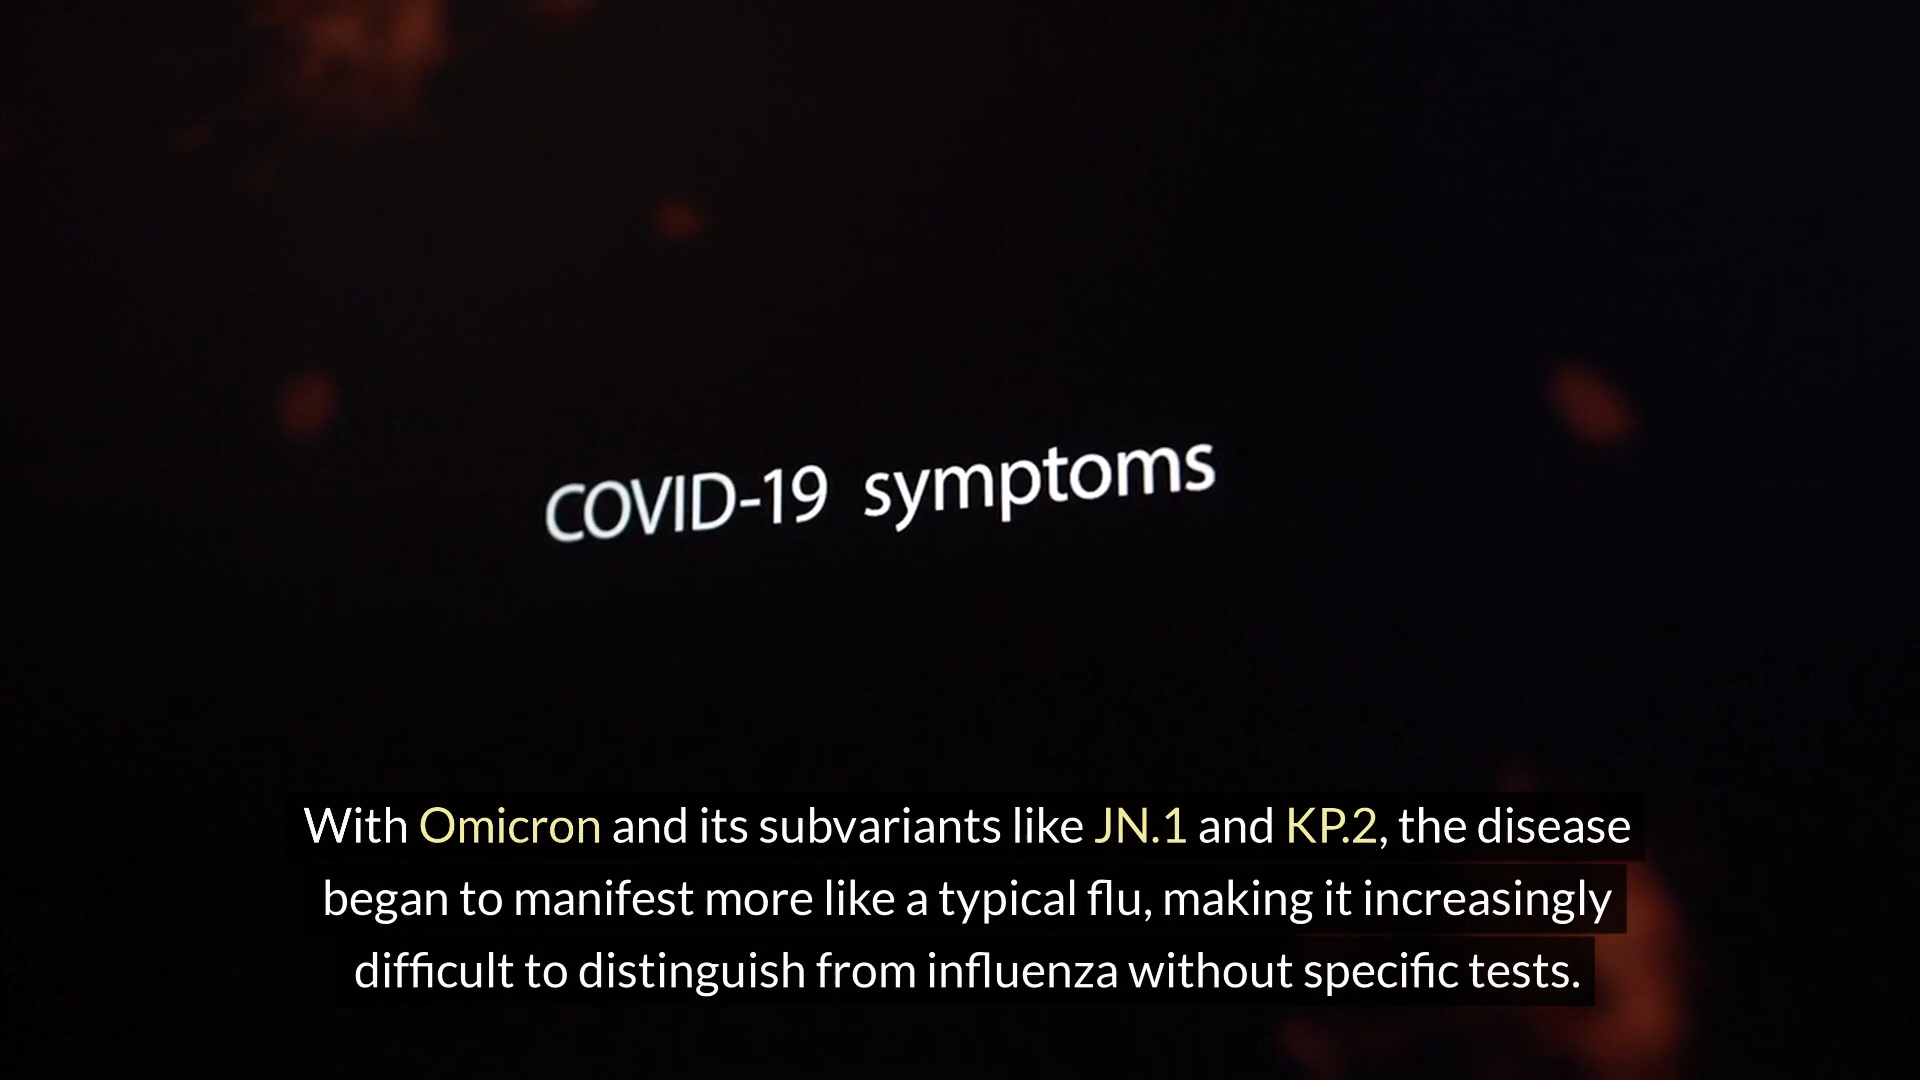 COVID-19 symptoms
With Omicron and its subvariants like JN.1 and KP.2, the disease
began to manifest more like a typical flu, making it increasingly
difficult to distinguish from influenza without specific tests.